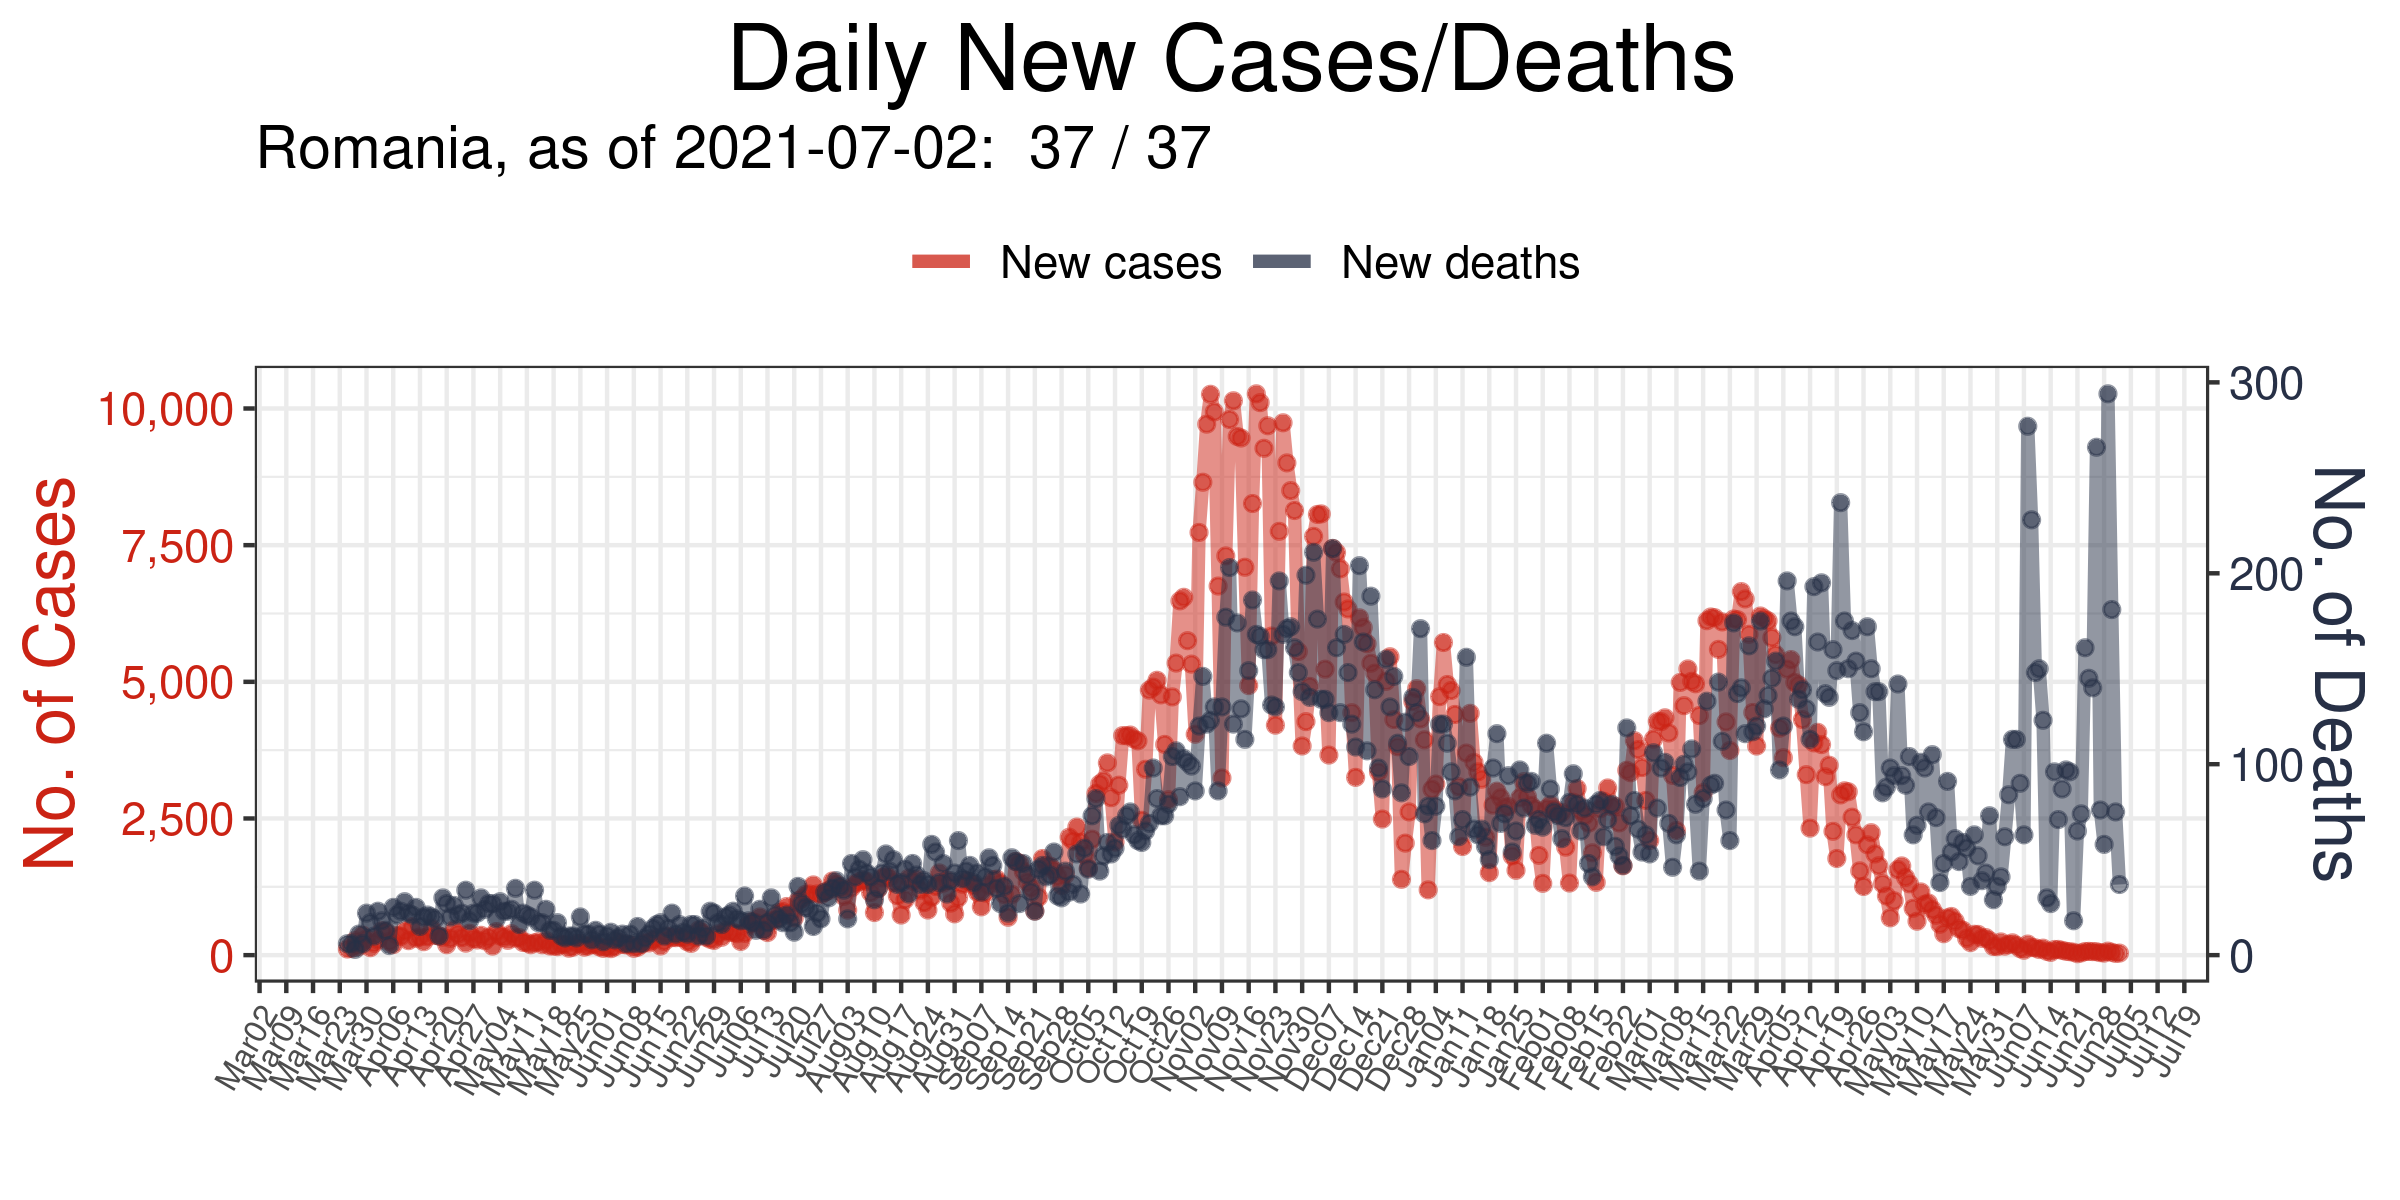 Daily New Cases/Deaths
Romania, as of 2021-07-02:  37 / 37
New cases
New deaths
No. of Cases
10,000
7,500
5,000
2,500
0
300
200
100
0
No. of Deaths
Mar02
Mar09
Mar16
Mar23
Mar30
Apr06
Apr13
Apr20
Apr27
May04
May11
May18
May25
Jun01
Jun08
Jun15
Jun22
Jun29
Jul06
Jul13
Jul20
Jul27
Aug03
Aug10
Aug17
Aug24
Aug31
Sep07
Sep14
Sep21
Sep28
Oct05
Oct12
Oct19
Oct26
Nov02
Nov09
Nov16
Nov23
Nov30
Dec07
Dec14
Dec21
Dec28
Jan04
Jan11
Jan18
Jan25
Feb01
Feb08
Feb15
Feb22
Mar01
Mar08
Mar15
Mar22
Mar29
Apr05
Apr12
Apr19
Apr26
May03
May10
May17
May24
May31
Jun07
Jun14
Jun21
Jun28
Jul05
Jul12
Jul19